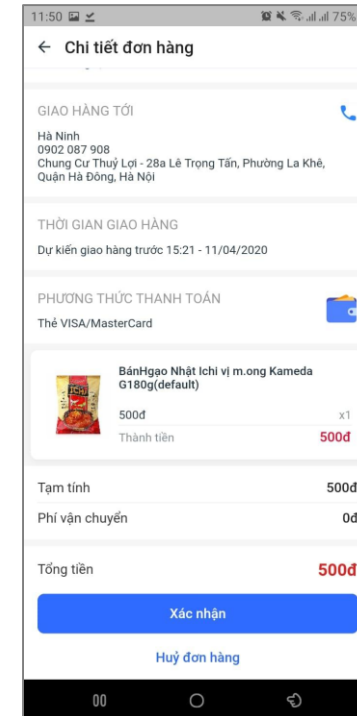 11:50 75%
Chi tiết đơn hàng
GIAO HÀNG TỚI
Hà Ninh
0902 087 908
Chung Cư Thuỷ Lợi - 28a Lê Trọng Tấn, Phường La Khê,
Quận Hà Đông, Hà Nội
THỜI GIAN GIAO HÀNG
Dự kiến giao hàng trước 15:21 - 11/04/2020
PHƯƠNG THỨC THANH TOÁN
Thẻ VISA/MasterCard
ICHI
BánHgạo Nhật Ichi vị m.ong Kameda
G180g(default)
500đ x1
Thành tiền 500đ
Tạm tính 500đ
Phí vận chuyển 0đ
Tổng tiền 500đ
Xác nhận
Huỷ đơn hàng